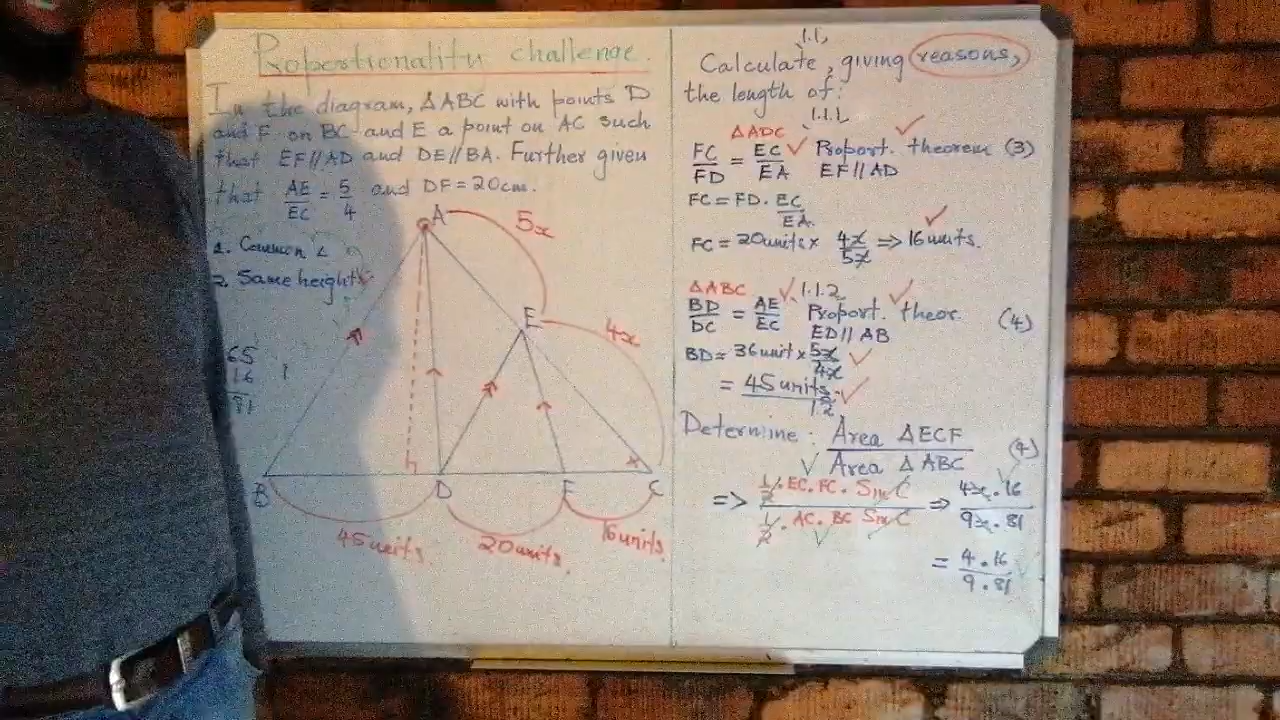 Proportionality challenge.
In the diagram, ΔABC with points D
and F on BC and E a point on AC such
that EF//AD and DE//BA. Further given
that AE/EC = 5/4 and DF = 20cm.
1. Common ∠
2. Same height
65
16
81
A
5x
E
4x
h
x
B
D
F
C
45units
20units
16units
1.1.
Calculate, giving reasons,
the length of:
1.1.1.
ΔADC
FC/FD = EC/EA ✓ Proport. theorem (3)
EF//AD
FC = FD. EC/EA.
FC = 20units × 4x/5x => 16units.
ΔABC ✓ 1.1.2
BD/DC = AE/EC Proport. theor. (4)
ED//AB
BD = 36unit × 5x/4x ✓
= 45units. ✓
1.2
Determine: Area ΔECF / Area ΔABC (4)
=> ½.EC.FC.Sin C / ½.AC.BC Sin C => 4x.16 / 9x.81
= 4.16 / 9.81